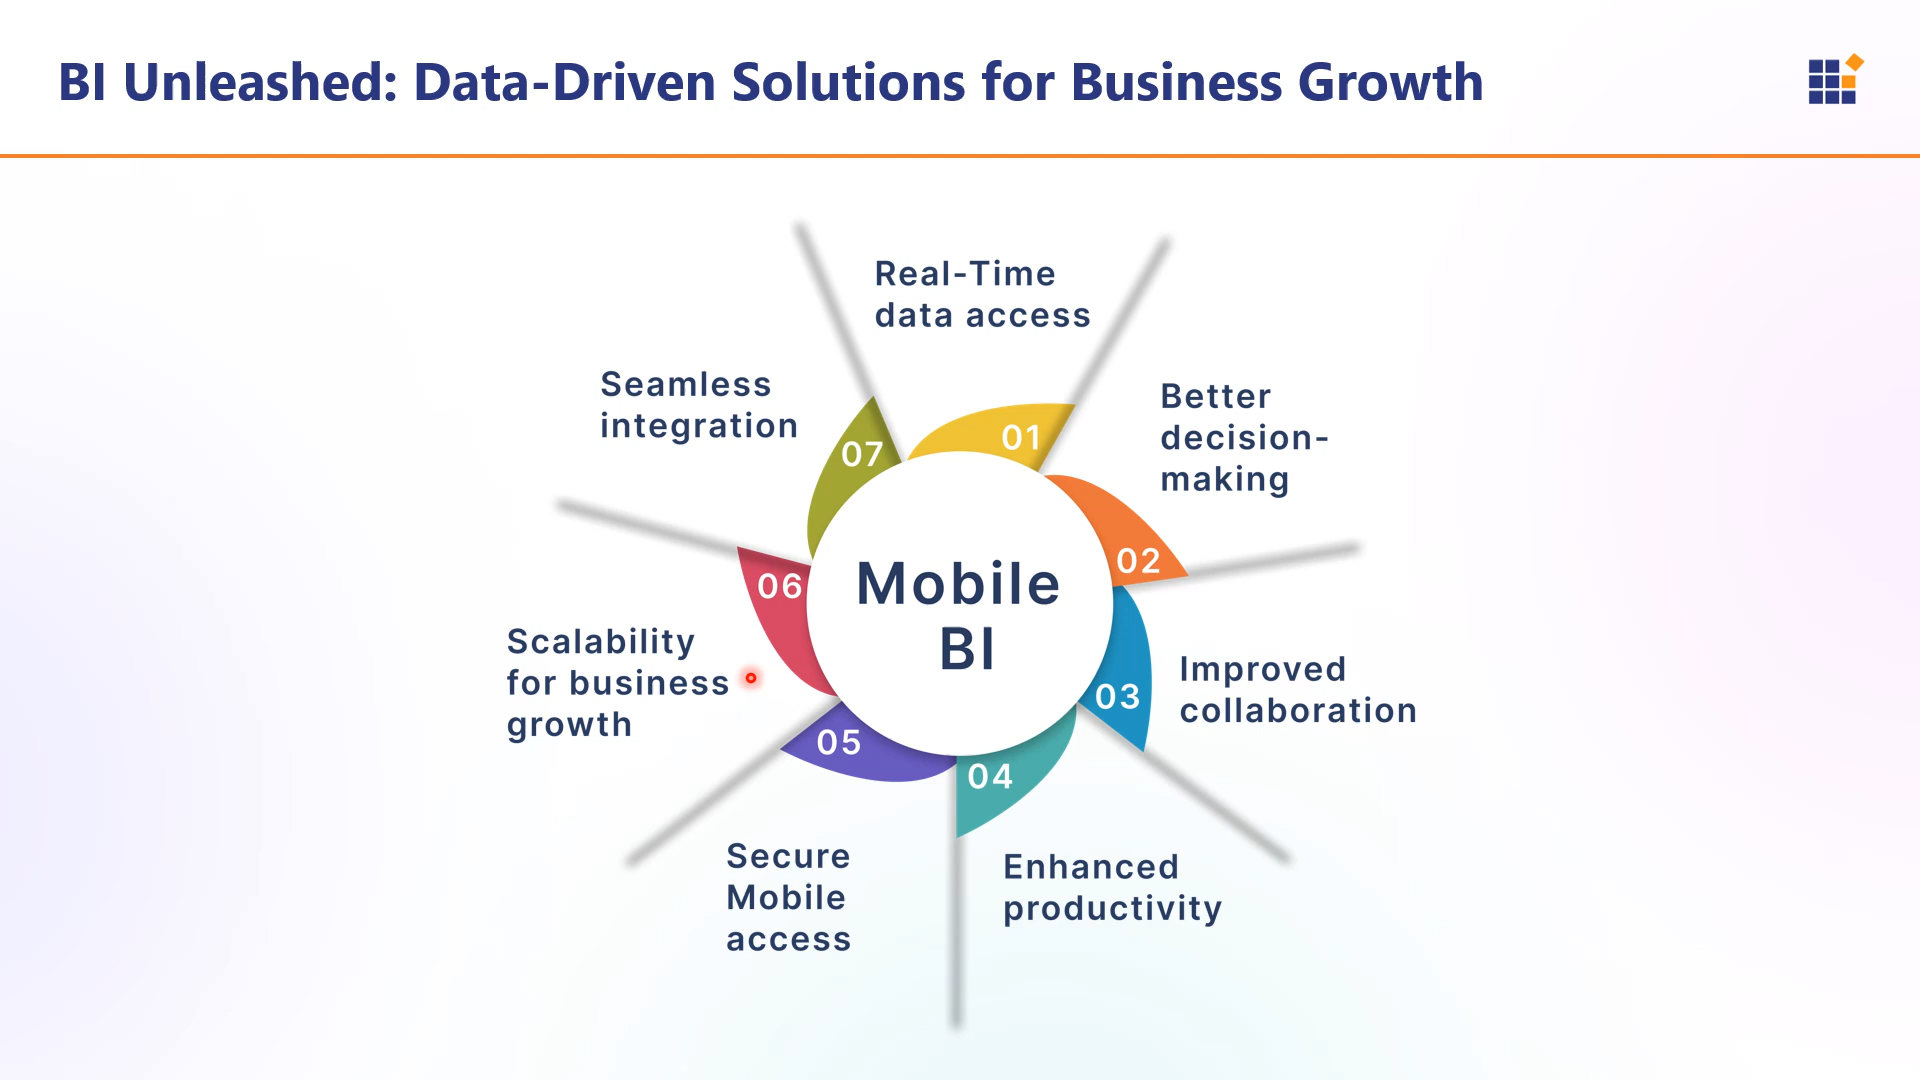 BI Unleashed: Data-Driven Solutions for Business Growth
Mobile
BI
01
Real-Time
data access
02
Better
decision-
making
03
Improved
collaboration
04
Enhanced
productivity
05
Secure
Mobile
access
06
Scalability
for business
growth
07
Seamless
integration